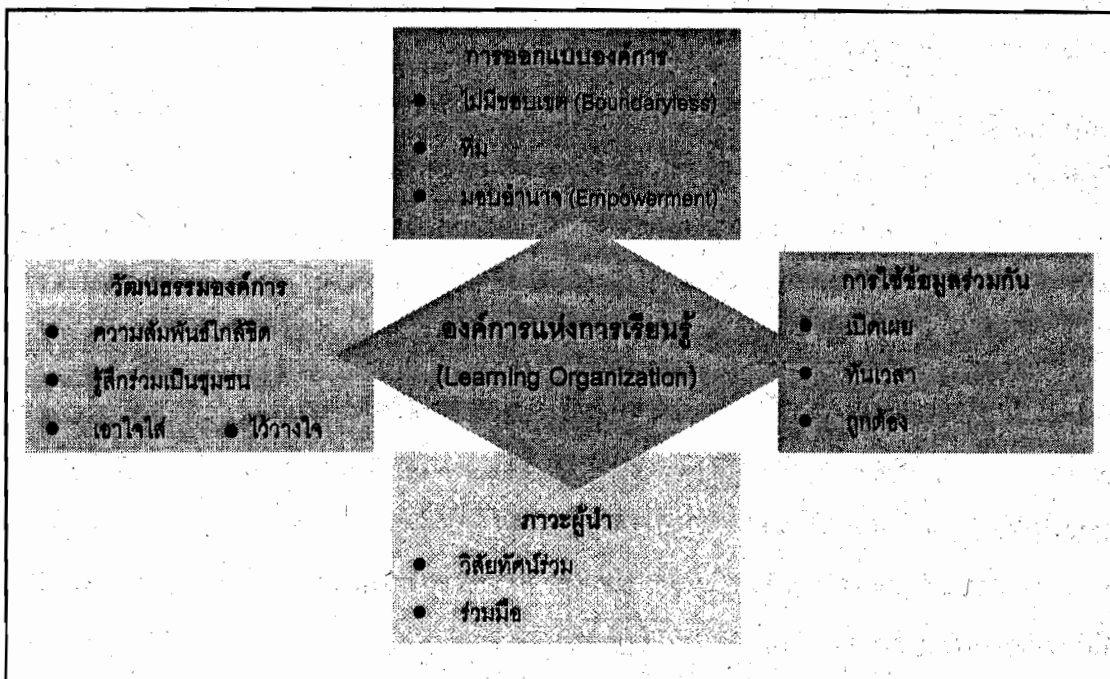 การออกแบบองค์การ
● ไม่มีขอบเขต (Boundaryless)
● ทีม
● มอบอำนาจ (Empowerment)
วัฒนธรรมองค์การ
● ความสัมพันธ์ใกล้ชิด
● รู้สึกร่วมเป็นชุมชน
● เอาใจใส่ ● ไว้วางใจ
องค์การแห่งการเรียนรู้
(Learning Organization)
การใช้ข้อมูลร่วมกัน
● เปิดเผย
● ทันเวลา
● ถูกต้อง
ภาวะผู้นำ
● วิสัยทัศน์ร่วม
● ร่วมมือ